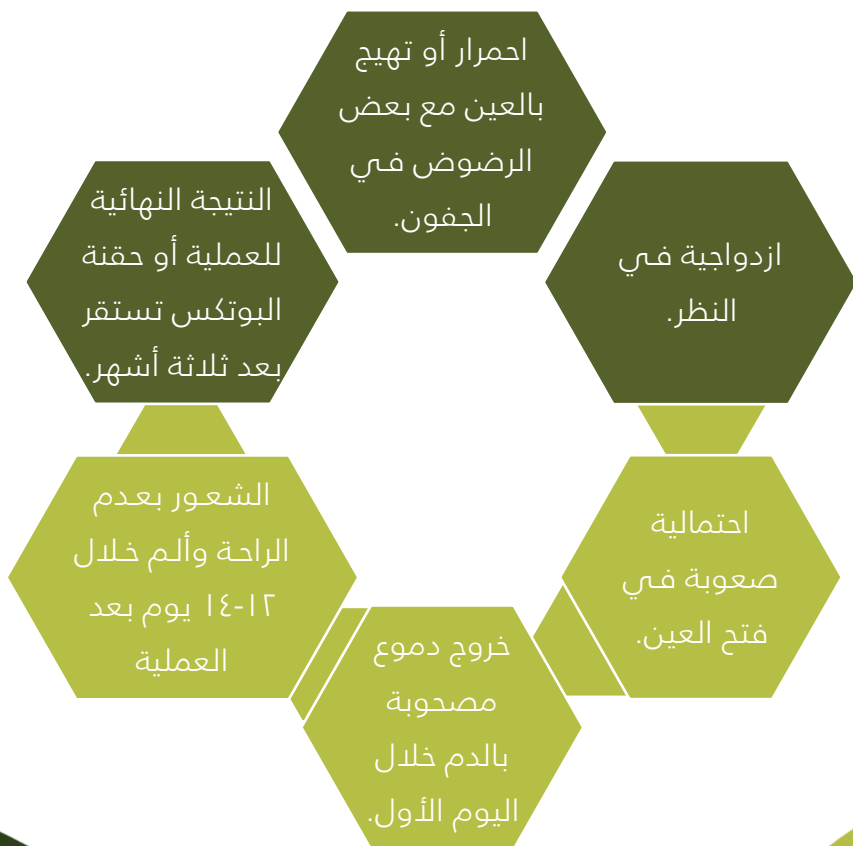 احمرار أو تهيج
بالعين مع بعض
الرضوض في
الجفون.
ازدواجية في
النظر.
احتمالية
صعوبة في
فتح العين.
خروج دموع
مصحوبة
بالدم خلال
اليوم الأول.
الشعور بعدم
الراحة وألم خلال
١٢-١٤ يوم بعد
العملية
النتيجة النهائية
للعملية أو حقنة
البوتكس تستقر
بعد ثلاثة أشهر.